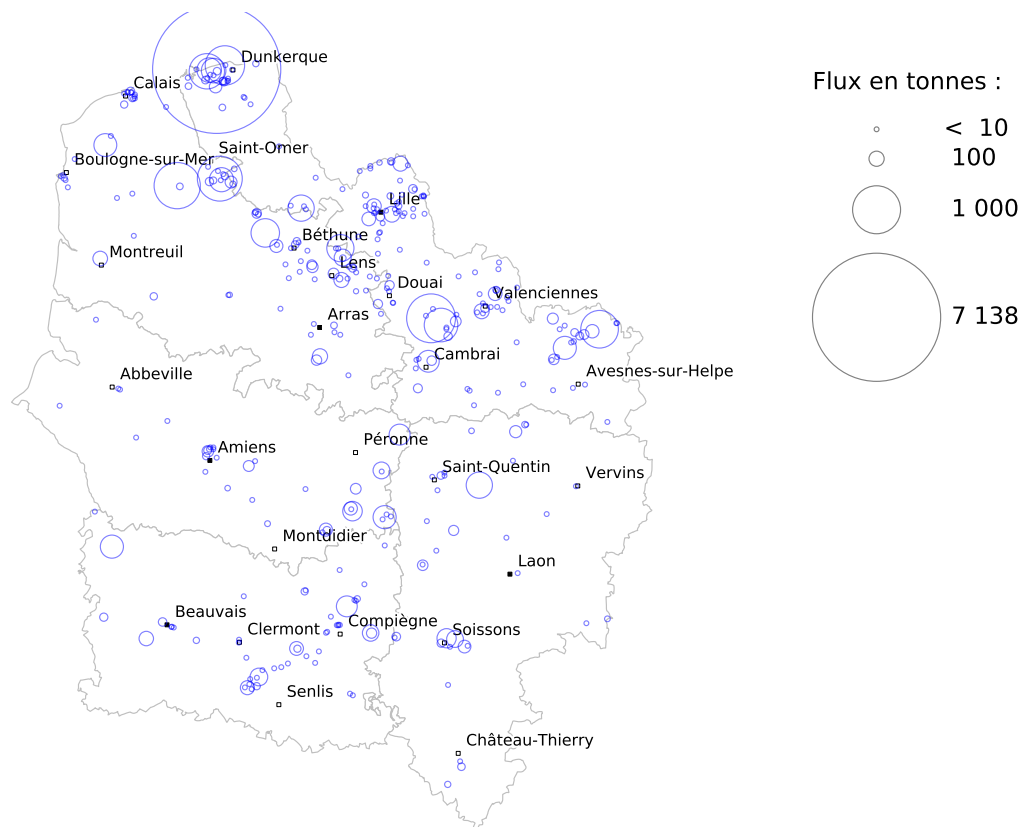 Dunkerque
Calais
Flux en tonnes :
< 10
Saint-Omer
Boulogne-sur-Mer
100
Lille
1 000
Béthune
Montreuil
Lens
Douai
Valenciennes
Arras
7 138
Cambrai
Avesnes-sur-Helpe
Abbeville
Péronne
Amiens
Saint-Quentin
Vervins
Montdidier
Laon
Beauvais
Compiègne
Clermont
Soissons
Senlis
Château-Thierry